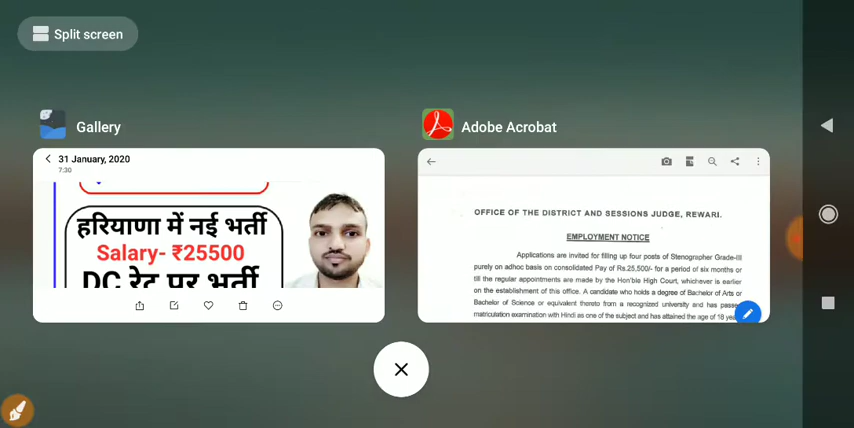 Split screen
Gallery
31 January, 2020
7:30
हरियाणा में नई भर्ती
Salary- ₹25500
DC रेट पर भर्ती
Adobe Acrobat
OFFICE OF THE DISTRICT AND SESSIONS JUDGE, REWARI.
EMPLOYMENT NOTICE
Applications are invited for filling up four posts of Stenographer Grade-III
purely on adhoc basis on consolidated Pay of Rs.25,500/- for a period of six months or
till the regular appointments are made by the Hon'ble High Court, whichever is earlier
on the establishment of this office. A candidate who holds a degree of Bachelor of Arts or
Bachelor of Science or equivalent thereto from a recognized university and has passe
matriculation examination with Hindi as one of the subject and has attained the age of 18 yea